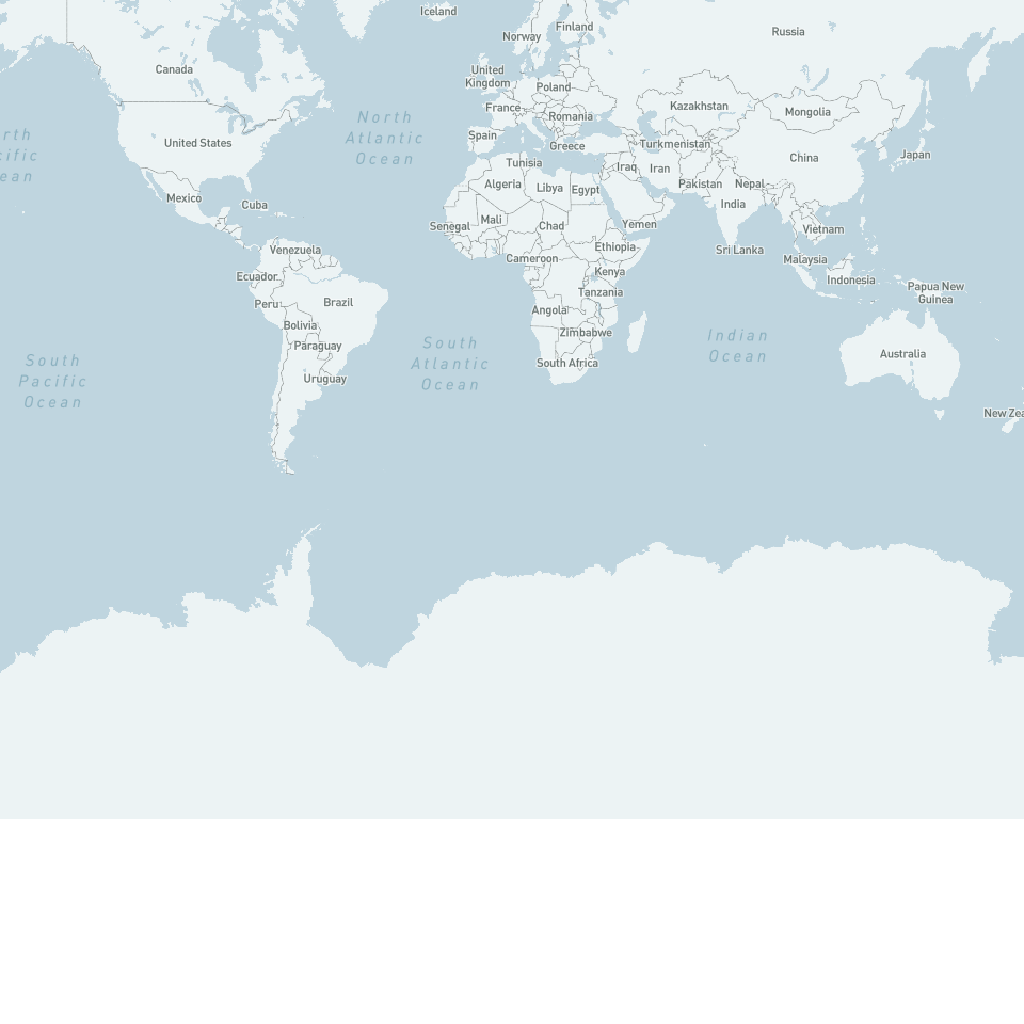 Iceland
Finland
Norway
Russia
Canada
United
Kingdom
Poland
Kazakhstan
Mongolia
France
Romania
North
Atlantic
Ocean
United States
Spain
Greece
Turkmenistan
China
Japan
Tunisia
Iraq
Iran
Mexico
Cuba
Algeria
Libya
Egypt
Pakistan
Nepal
India
Senegal
Mali
Chad
Yemen
Vietnam
Venezuela
Cameroon
Ethiopia
Sri Lanka
Malaysia
Ecuador
Kenya
Indonesia
Papua New
Guinea
Peru
Brazil
Tanzania
Angola
Bolivia
Zimbabwe
Paraguay
South
Atlantic
Ocean
Indian
Ocean
Australia
South Africa
South
Pacific
Ocean
Uruguay
New Zea